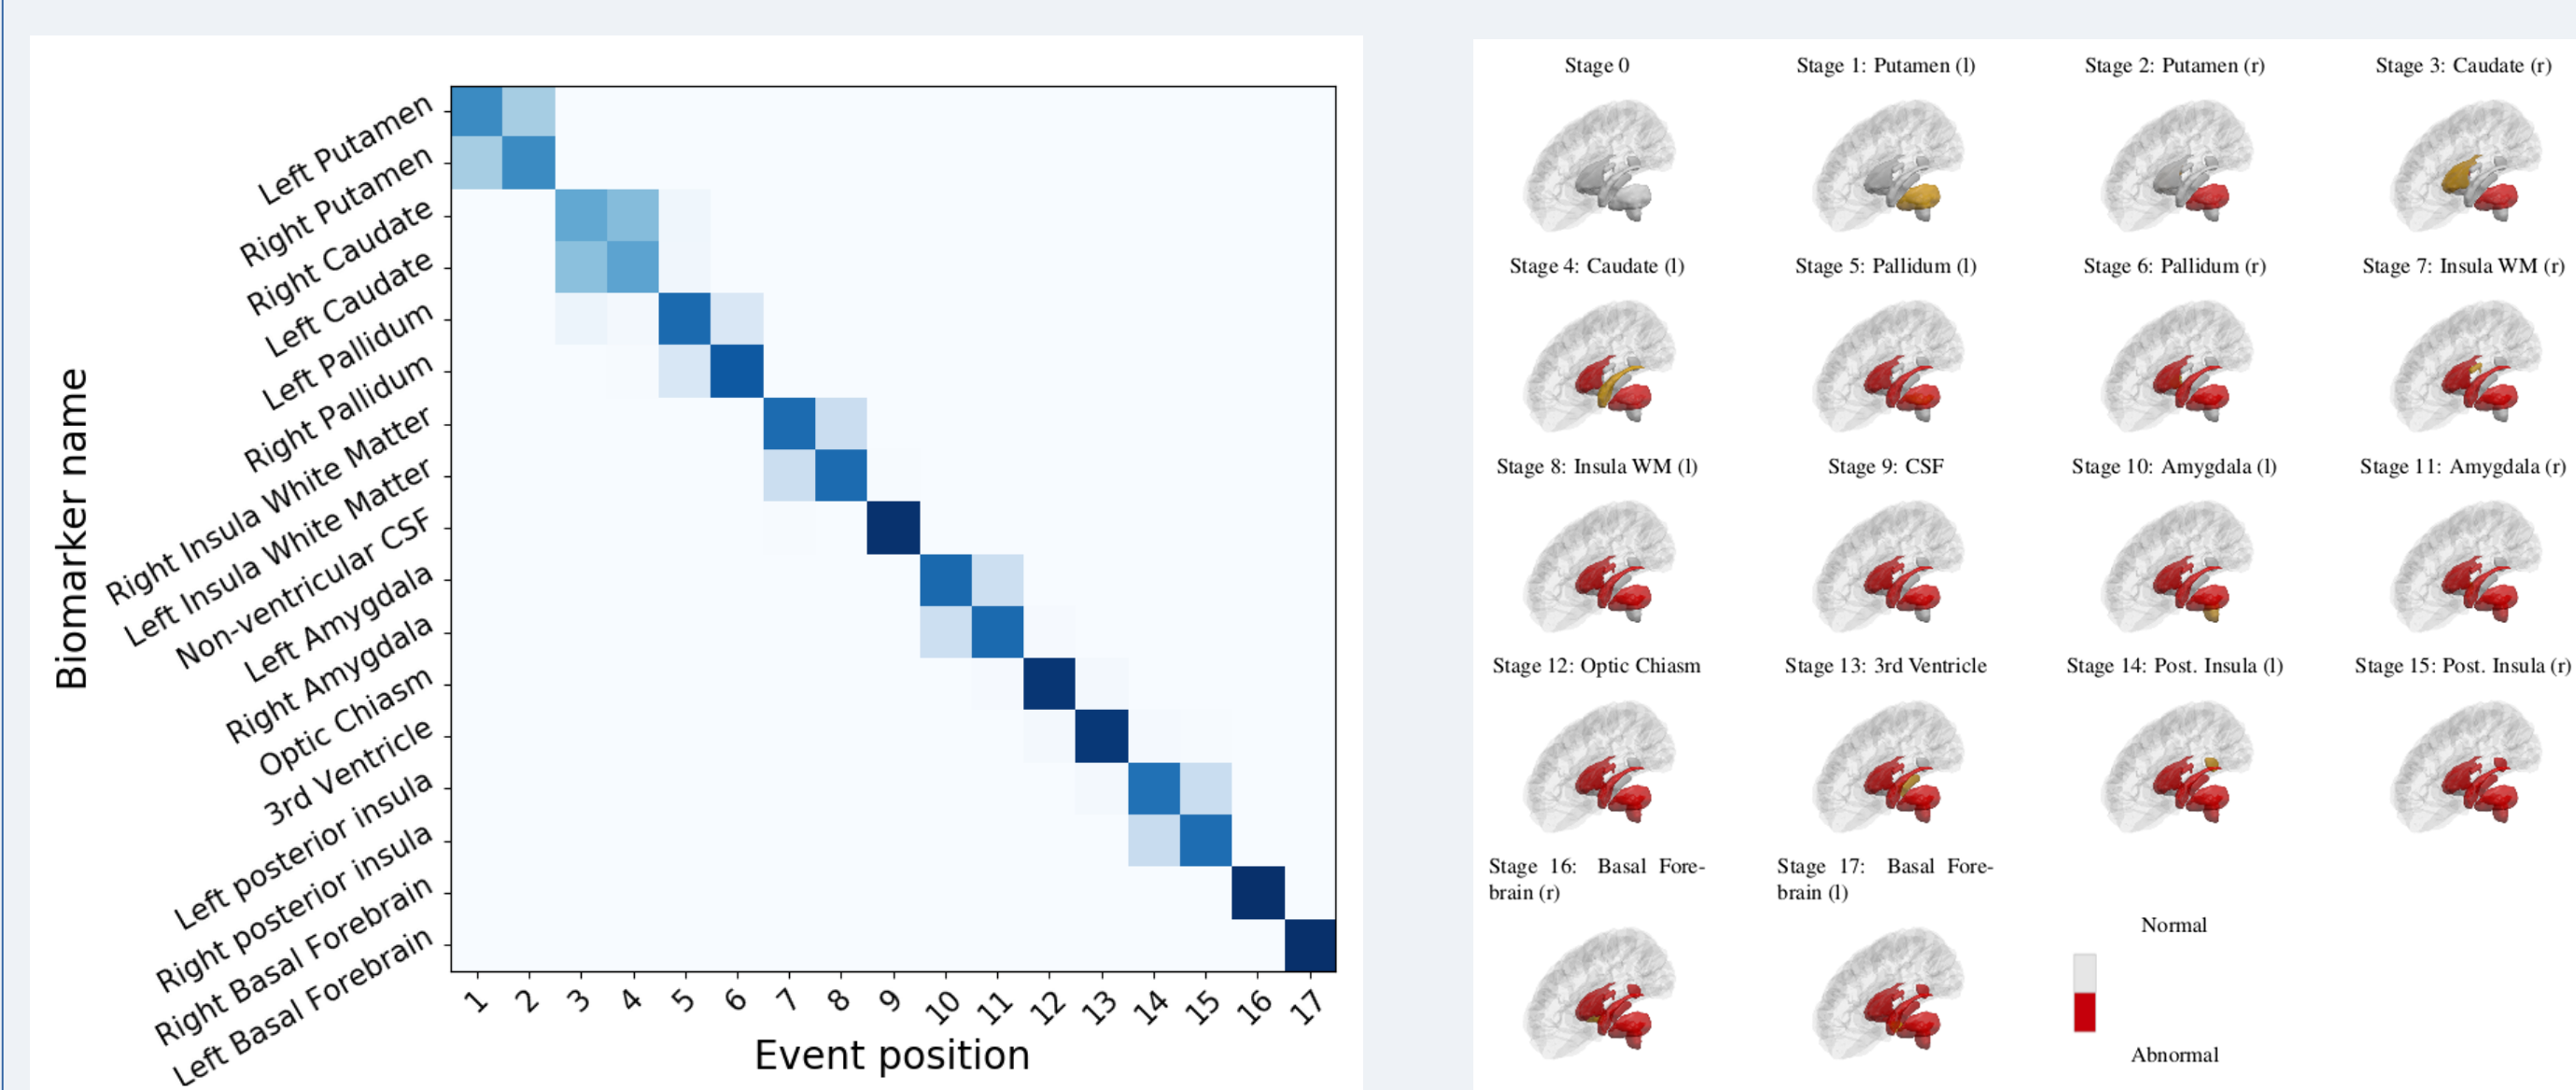 Biomarker name
Left Putamen
Right Putamen
Right Caudate
Left Caudate
Left Pallidum
Right Pallidum
Right Insula White Matter
Left Insula White Matter
Non-ventricular CSF
Left Amygdala
Right Amygdala
Optic Chiasm
3rd Ventricle
Left posterior insula
Right posterior insula
Right Basal Forebrain
Left Basal Forebrain
1 2 3 4 5 6 7 8 9 10 11 12 13 14 15 16 17
Event position
Stage 0
Stage 1: Putamen (l)
Stage 2: Putamen (r)
Stage 3: Caudate (r)
Stage 4: Caudate (l)
Stage 5: Pallidum (l)
Stage 6: Pallidum (r)
Stage 7: Insula WM (r)
Stage 8: Insula WM (l)
Stage 9: CSF
Stage 10: Amygdala (l)
Stage 11: Amygdala (r)
Stage 12: Optic Chiasm
Stage 13: 3rd Ventricle
Stage 14: Post. Insula (l)
Stage 15: Post. Insula (r)
Stage 16: Basal Fore-
brain (r)
Stage 17: Basal Fore-
brain (l)
Normal
Abnormal